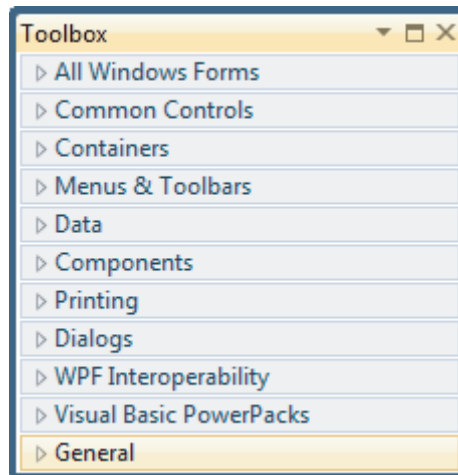 Toolbox
All Windows Forms
Common Controls
Containers
Menus & Toolbars
Data
Components
Printing
Dialogs
WPF Interoperability
Visual Basic PowerPacks
General